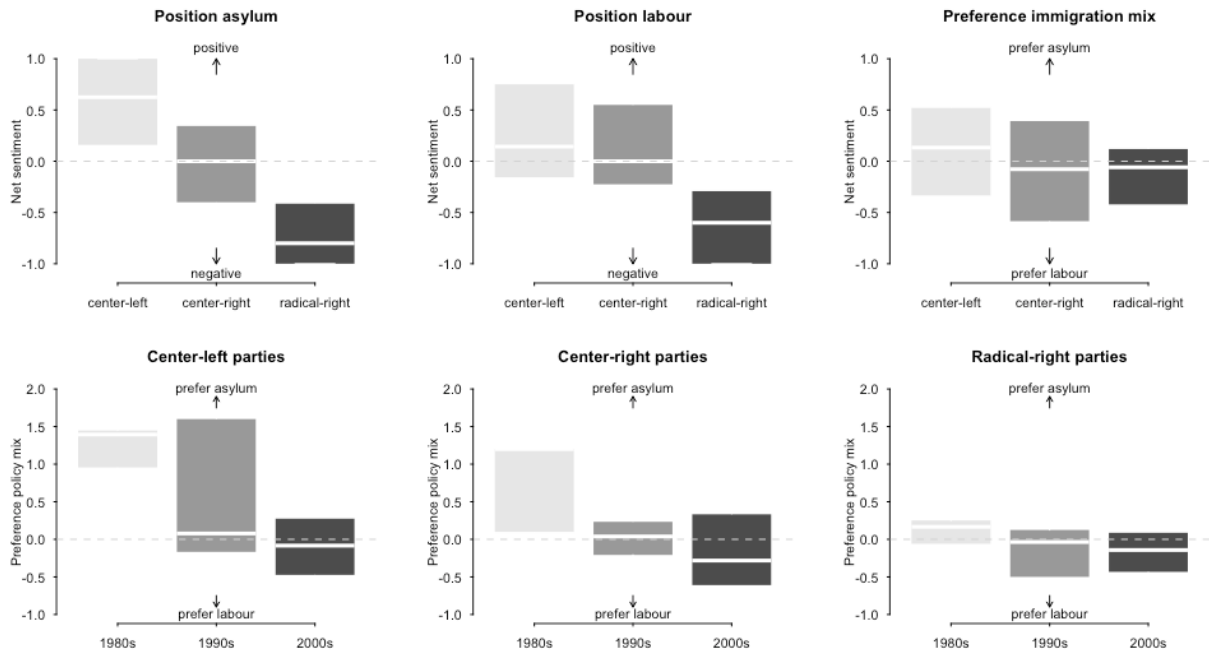 Position asylum
positive
1.0
0.5
0.0
-0.5
-1.0
Net sentiment
negative
center-left center-right radical-right
Position labour
positive
1.0
0.5
0.0
-0.5
-1.0
Net sentiment
negative
center-left center-right radical-right
Preference immigration mix
prefer asylum
1.0
0.5
0.0
-0.5
-1.0
Net sentiment
prefer labour
center-left center-right radical-right
Center-left parties
prefer asylum
2.0
1.5
1.0
0.5
0.0
-0.5
-1.0
Preference policy mix
prefer labour
1980s 1990s 2000s
Center-right parties
prefer asylum
2.0
1.5
1.0
0.5
0.0
-0.5
-1.0
Preference policy mix
prefer labour
1980s 1990s 2000s
Radical-right parties
prefer asylum
2.0
1.5
1.0
0.5
0.0
-0.5
-1.0
Preference policy mix
prefer labour
1980s 1990s 2000s